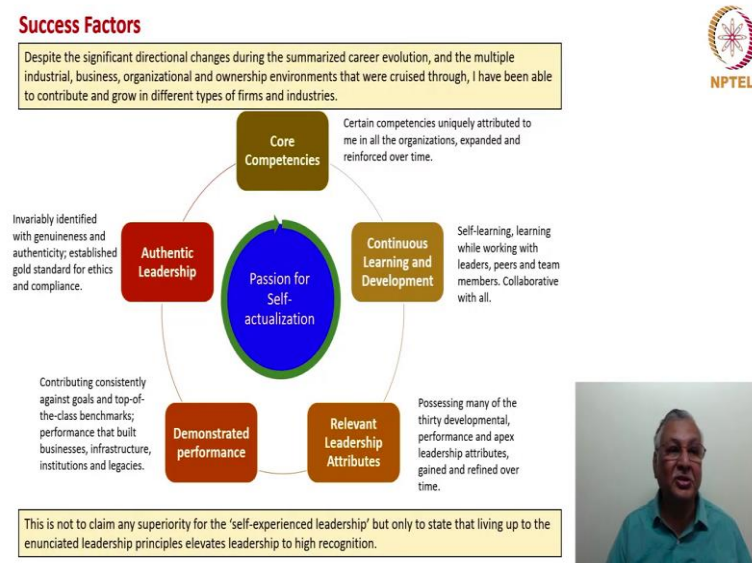 Success Factors
Despite the significant directional changes during the summarized career evolution, and the multiple
industrial, business, organizational and ownership environments that were cruised through, I have been able
to contribute and grow in different types of firms and industries.
NPTEL
Core
Competencies
Certain competencies uniquely attributed to
me in all the organizations, expanded and
reinforced over time.
Continuous
Learning and
Development
Self-learning, learning
while working with
leaders, peers and team
members. Collaborative
with all.
Relevant
Leadership
Attributes
Possessing many of the
thirty developmental,
performance and apex
leadership attributes,
gained and refined over
time.
Demonstrated
performance
Contributing consistently
against goals and top-of-
the-class benchmarks;
performance that built
businesses, infrastructure,
institutions and legacies.
Authentic
Leadership
Invariably identified
with genuineness and
authenticity; established
gold standard for ethics
and compliance.
Passion for
Self-
actualization
This is not to claim any superiority for the ‘self-experienced leadership’ but only to state that living up to the
enunciated leadership principles elevates leadership to high recognition.